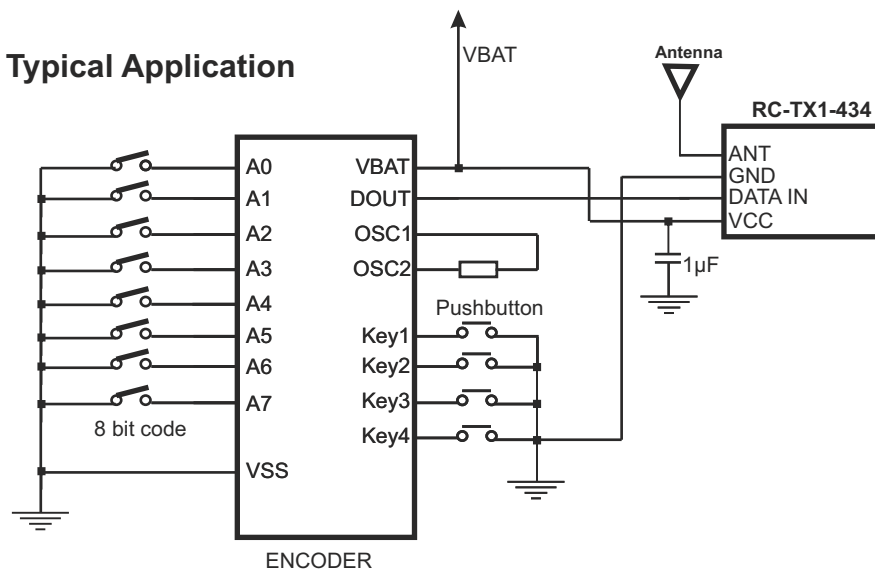 Typical Application
VBAT
Antenna
RC-TX1-434
ANT
GND
DATA IN
VCC
1µF
A0
A1
A2
A3
A4
A5
A6
A7
VSS
VBAT
DOUT
OSC1
OSC2
Key1
Key2
Key3
Key4
Pushbutton
8 bit code
ENCODER